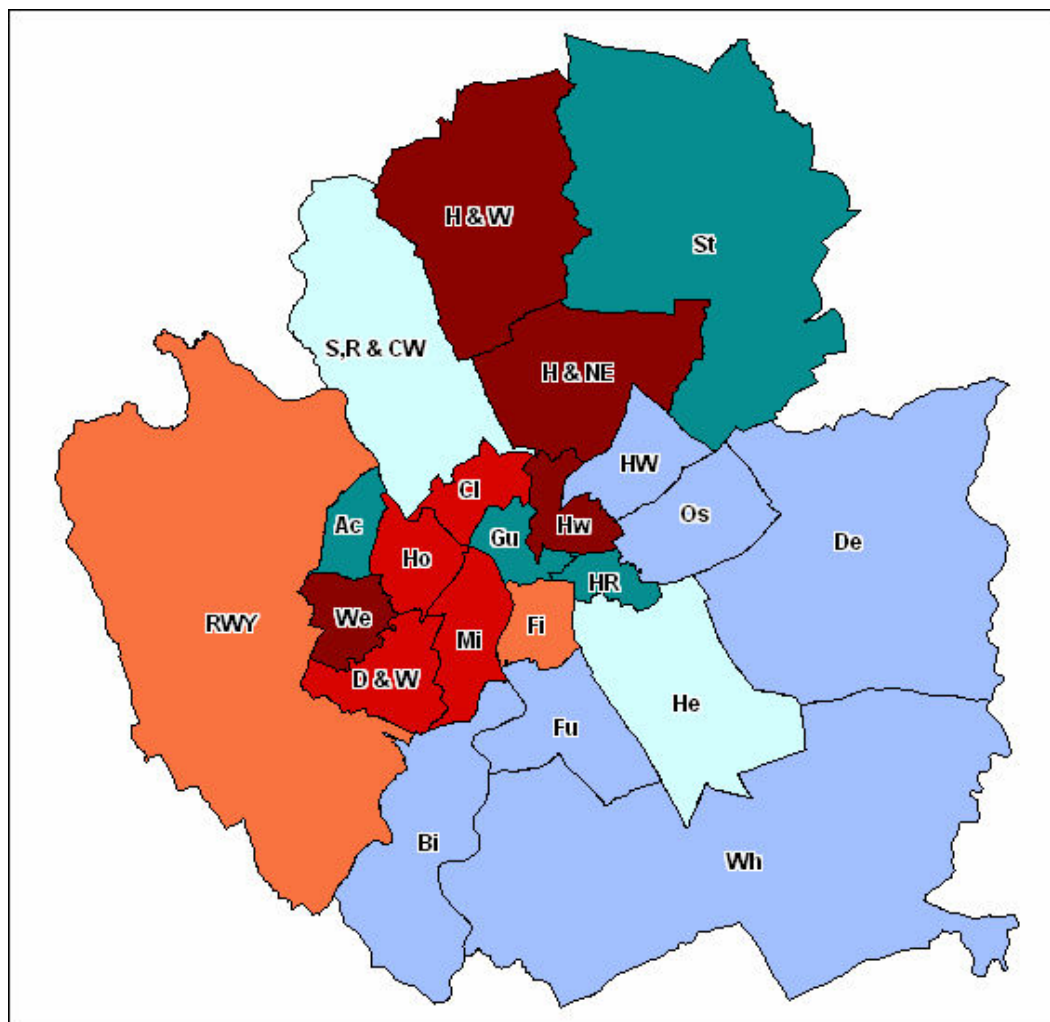 H & W
St
S,R & CW
H & NE
HW
Cl
Os
Ac
Hw
Gu
De
Ho
HR
We
RWY
Fi
Mi
D & W
He
Fu
Bi
Wh